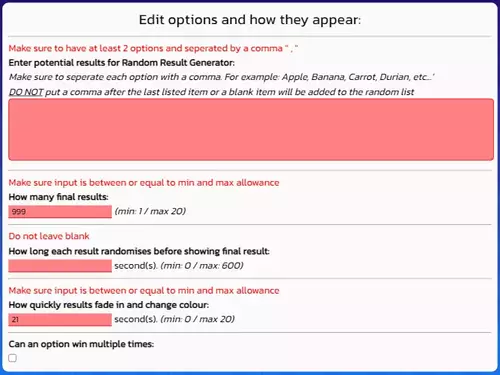 Edit options and how they appear:
Make sure to have at least 2 options and seperated by a comma " , "
Enter potential results for Random Result Generator:
Make sure to seperate each option with a comma. For example: Apple, Banana, Carrot, Durian, etc...'
DO NOT put a comma after the last listed item or a blank item will be added to the random list
Make sure input is between or equal to min and max allowance
How many final results:
999 (min: 1 / max 20)
Do not leave blank
How long each result randomises before showing final result:
second(s). (min: 0 / max: 600)
Make sure input is between or equal to min and max allowance
How quickly results fade in and change colour:
21 second(s). (min: 0 / max 20)
Can an option win multiple times: